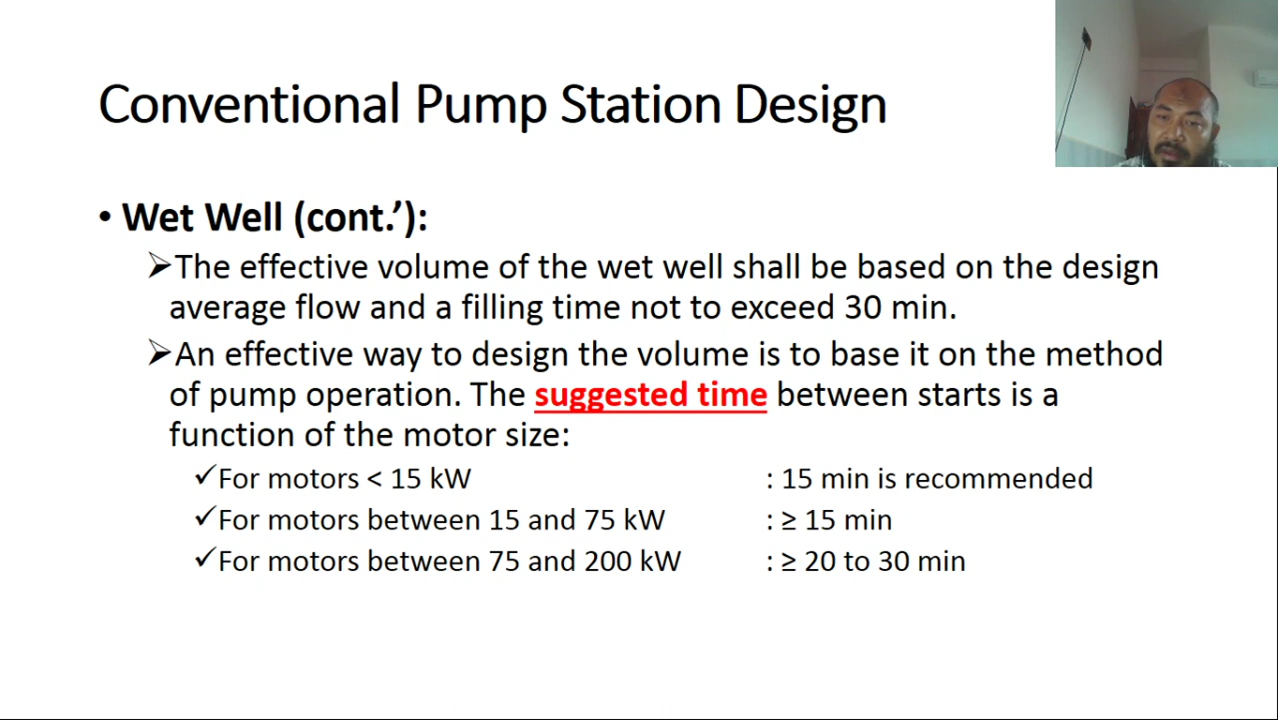 Conventional Pump Station Design
• Wet Well (cont.’):
➢The effective volume of the wet well shall be based on the design
average flow and a filling time not to exceed 30 min.
➢An effective way to design the volume is to base it on the method
of pump operation. The suggested time between starts is a
function of the motor size:
✓For motors < 15 kW : 15 min is recommended
✓For motors between 15 and 75 kW : ≥ 15 min
✓For motors between 75 and 200 kW : ≥ 20 to 30 min